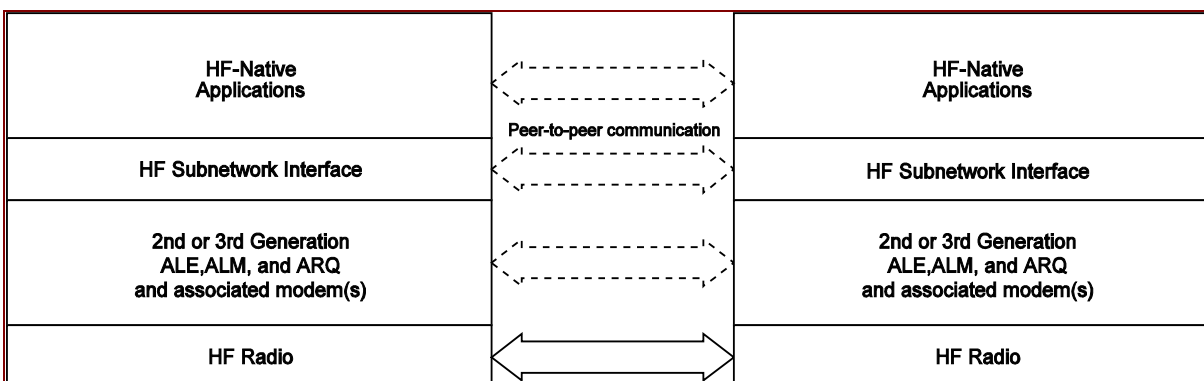 HF-Native
Applications
HF-Native
Applications
Peer-to-peer communication
HF Subnetwork Interface
HF Subnetwork Interface
2nd or 3rd Generation
ALE,ALM, and ARQ
and associated modem(s)
2nd or 3rd Generation
ALE,ALM, and ARQ
and associated modem(s)
HF Radio
HF Radio